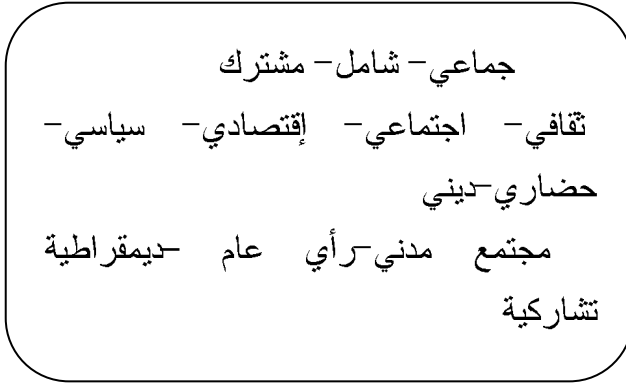 جماعي– شامل– مشترك
ثقافي– اجتماعي– إقتصادي– سياسي–
حضاري–ديني
مجتمع مدني–رأي عام –ديمقراطية
تشاركية